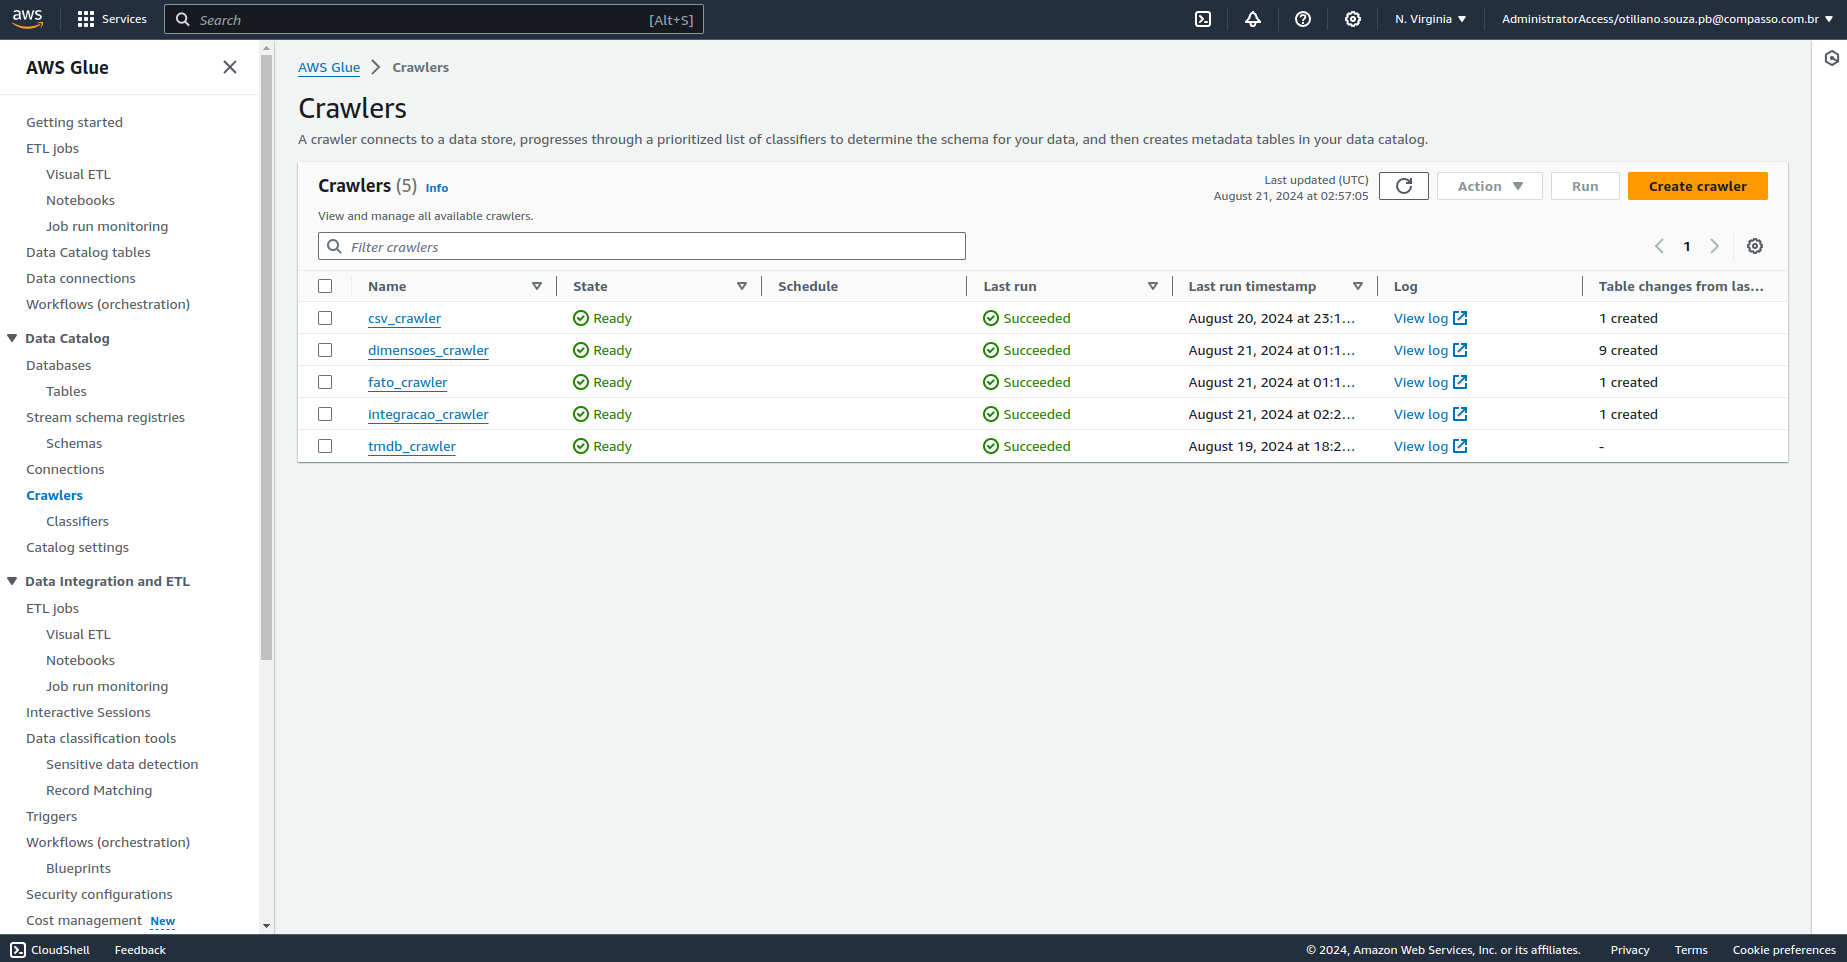 aws
Services
Search
[Alt+S]
N. Virginia
AdministratorAccess/otiliano.souza.pb@compasso.com.br
AWS Glue
Getting started
ETL jobs
Visual ETL
Notebooks
Job run monitoring
Data Catalog tables
Data connections
Workflows (orchestration)
Data Catalog
Databases
Tables
Stream schema registries
Schemas
Connections
Crawlers
Classifiers
Catalog settings
Data Integration and ETL
ETL jobs
Visual ETL
Notebooks
Job run monitoring
Interactive Sessions
Data classification tools
Sensitive data detection
Record Matching
Triggers
Workflows (orchestration)
Blueprints
Security configurations
Cost management New
AWS Glue > Crawlers
Crawlers
A crawler connects to a data store, progresses through a prioritized list of classifiers to determine the schema for your data, and then creates metadata tables in your data catalog.
Crawlers (5) Info
View and manage all available crawlers.
Last updated (UTC)
August 21, 2024 at 02:57:05
Action
Run
Create crawler
Filter crawlers
1
Name State Schedule Last run Last run timestamp Log Table changes from las...
csv_crawler Ready Succeeded August 20, 2024 at 23:1... View log 1 created
dimensoes_crawler Ready Succeeded August 21, 2024 at 01:1... View log 9 created
fato_crawler Ready Succeeded August 21, 2024 at 01:1... View log 1 created
integracao_crawler Ready Succeeded August 21, 2024 at 02:2... View log 1 created
tmdb_crawler Ready Succeeded August 19, 2024 at 18:2... View log -
CloudShell
Feedback
© 2024, Amazon Web Services, Inc. or its affiliates.
Privacy
Terms
Cookie preferences